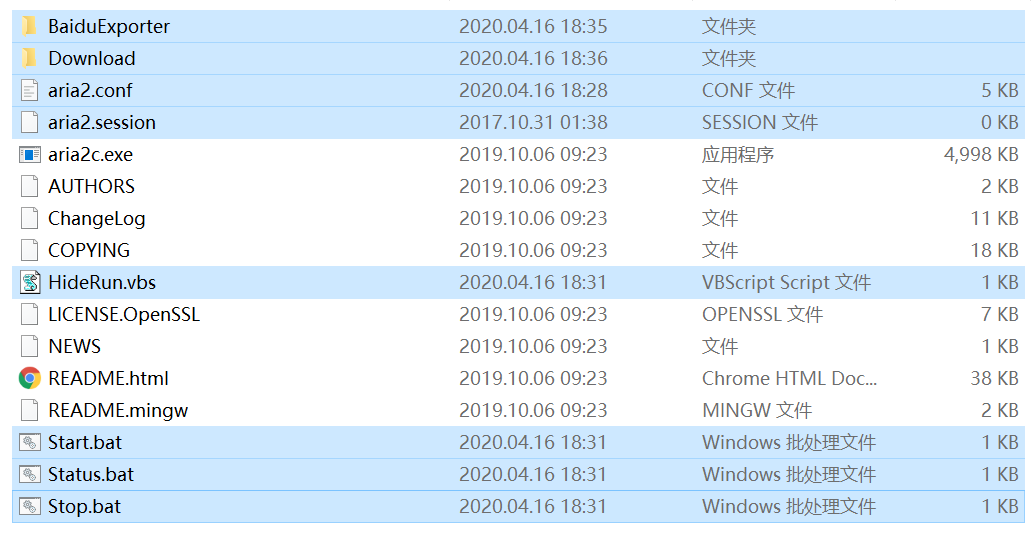 BaiduExporter 2020.04.16 18:35 文件夹
Download 2020.04.16 18:36 文件夹
aria2.conf 2020.04.16 18:28 CONF 文件 5 KB
aria2.session 2017.10.31 01:38 SESSION 文件 0 KB
aria2c.exe 2019.10.06 09:23 应用程序 4,998 KB
AUTHORS 2019.10.06 09:23 文件 2 KB
ChangeLog 2019.10.06 09:23 文件 11 KB
COPYING 2019.10.06 09:23 文件 18 KB
HideRun.vbs 2020.04.16 18:31 VBScript Script 文件 1 KB
LICENSE.OpenSSL 2019.10.06 09:23 OPENSSL 文件 7 KB
NEWS 2019.10.06 09:23 文件 1 KB
README.html 2019.10.06 09:23 Chrome HTML Doc... 38 KB
README.mingw 2019.10.06 09:23 MINGW 文件 2 KB
Start.bat 2020.04.16 18:31 Windows 批处理文件 1 KB
Status.bat 2020.04.16 18:31 Windows 批处理文件 1 KB
Stop.bat 2020.04.16 18:31 Windows 批处理文件 1 KB